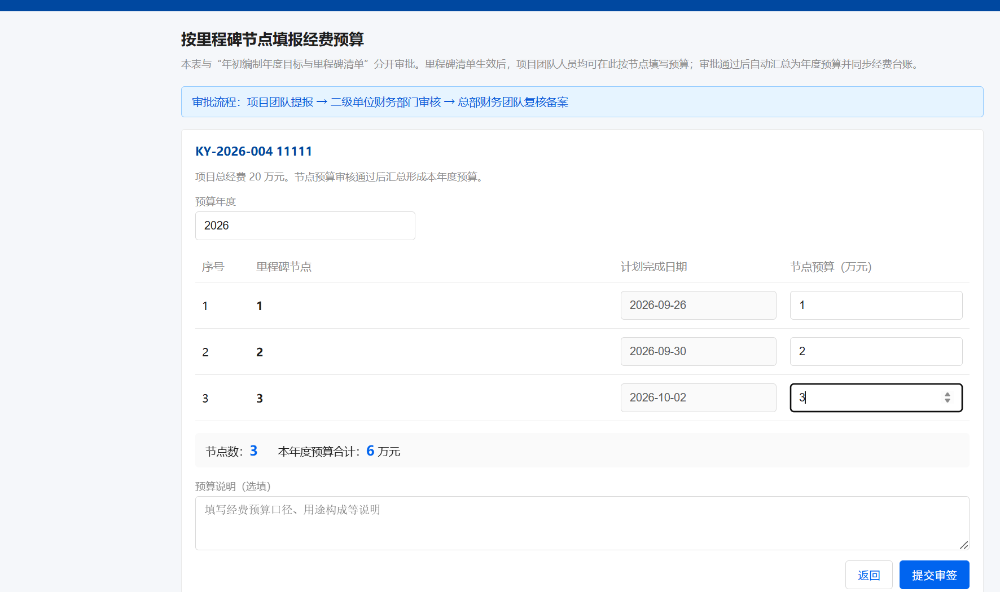 按里程碑节点填报经费预算
本表与“年初编制年度目标与里程碑清单”分开审批。里程碑清单生效后，项目团队人员均可在此按节点填写预算；审批通过后自动汇总为年度预算并同步经费台账。
审批流程：项目团队提报 → 二级单位财务部门审核 → 总部财务团队复核备案
KY-2026-004 11111
项目总经费 20 万元。节点预算审核通过后汇总形成本年度预算。
预算年度
2026
序号 里程碑节点 计划完成日期 节点预算（万元）
1 1 2026-09-26 1
2 2 2026-09-30 2
3 3 2026-10-02 3
节点数：3 本年度预算合计：6 万元
预算说明（选填）
填写经费预算口径、用途构成等说明
返回 提交审签